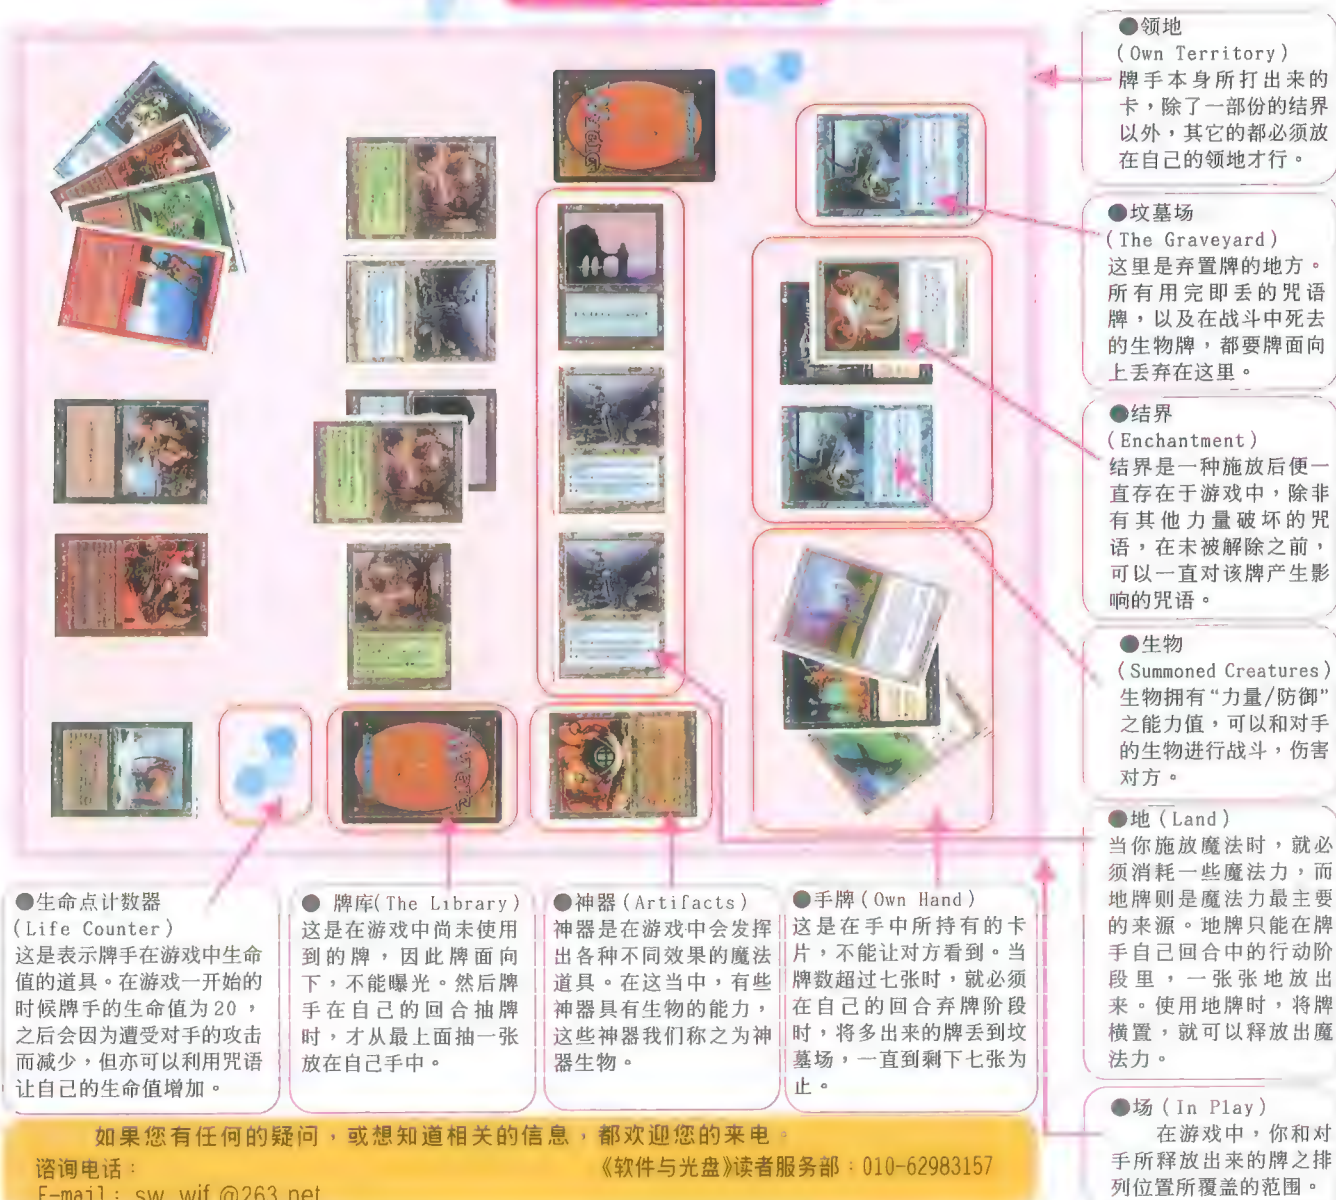 ●领地
(Own Territory)
牌手本身所打出来的
卡，除了一部份的结界
以外，其它的都必须放
在自己的领地才行。
●坟墓场
(The Graveyard)
这里是弃置牌的地方。
所有用完即丢的咒语
牌，以及在战斗中死去
的生物牌，都要牌面向
上丢弃在这里。
●结界
(Enchantment)
结界是一种施放后便一
直存在于游戏中，除非
有其他力量破坏的咒
语，在未被解除之前，
可以一直对该牌产生影
响的咒语。
●生物
(Summoned Creatures)
生物拥有“力量/防御”
之能力值，可以和对手
的生物进行战斗，伤害
对方。
●地（Land）
当你施放魔法时，就必
须消耗一些魔法力，而
地牌则是魔法力最主要
的来源。地牌只能在牌
手自己回合中的行动阶
段里，一张张地放出
来。使用地牌时，将牌
横置，就可以释放出魔
法力。
●场（In Play）
在游戏中，你和对
手所释放出来的牌之排
列位置所覆盖的范围。
●生命点计数器
(Life Counter)
这是表示牌手在游戏中生命
值的道具。在游戏一开始的
时候牌手的生命值为20，
之后会因为遭受对手的攻击
而减少，但亦可以利用咒语
让自己的生命值增加。
● 牌库(The Library)
这是在游戏中尚未使用
到的牌，因此牌面向
下，不能曝光。然后牌
手在自己的回合抽牌
时，才从最上面抽一张
放在自己手中。
●神器(Artifacts)
神器是在游戏中会发挥
出各种不同效果的魔法
道具。在这当中，有些
神器具有生物的能力，
这些神器我们称之为神
器生物。
●手牌(Own Hand)
这是在手中所持有的卡
片，不能让对方看到。当
牌数超过七张时，就必须
在自己的回合弃牌阶段
时，将多出来的牌丢到坟
墓场，一直到剩下七张为
止。
如果您有任何的疑问，或想知道相关的信息，都欢迎您的来电。
谘询电话：
《软件与光盘》读者服务部：010-62983157
E-mail: sw_wjf @263.net